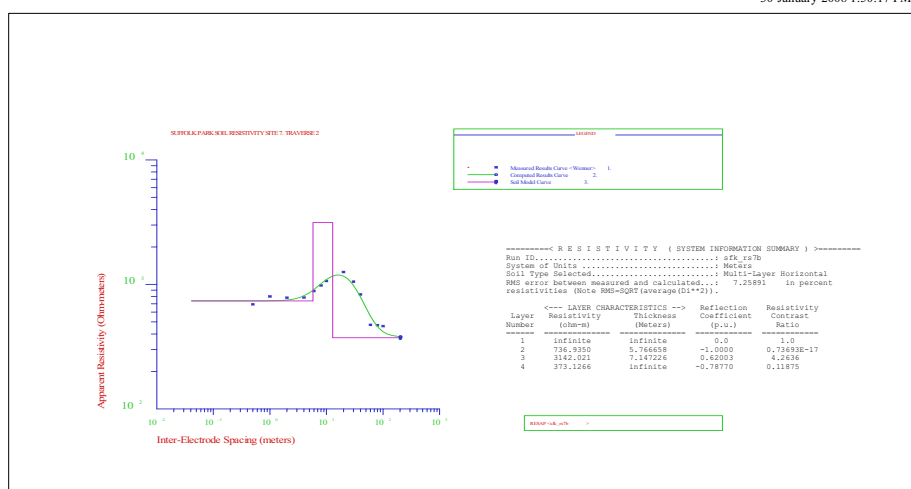 SUFFOLK PARK SOIL RESISTIVITY SITE 7. TRAVERSE 2
LEGEND
Measured Results Curve <Wenner> 1.
Computed Results Curve 2.
Soil Model Curve 3.
Apparent Resistivity (Ohm-meters)
Inter-Electrode Spacing (meters)
=========< R E S I S T I V I T Y ( SYSTEM INFORMATION SUMMARY ) >=========
Run ID......................................: sfk_rs7b
System of Units ............................: Meters
Soil Type Selected..........................: Multi-Layer Horizontal
RMS error between measured and calculated...: 7.25891 in percent
resistivities (Note RMS=SQRT(average(Di**2)).
<--- LAYER CHARACTERISTICS --> Reflection Resistivity
Layer Resistivity Thickness Coefficient Contrast
Number (ohm-m) (Meters) (p.u.) Ratio
====== ============== ============== ============ ============
1 infinite infinite 0.0 1.0
2 736.9350 5.766658 -1.0000 0.73693E-17
3 3142.021 7.147226 0.62003 4.2636
4 373.1266 infinite -0.78770 0.11875
RESAP <sfk_rs7b >